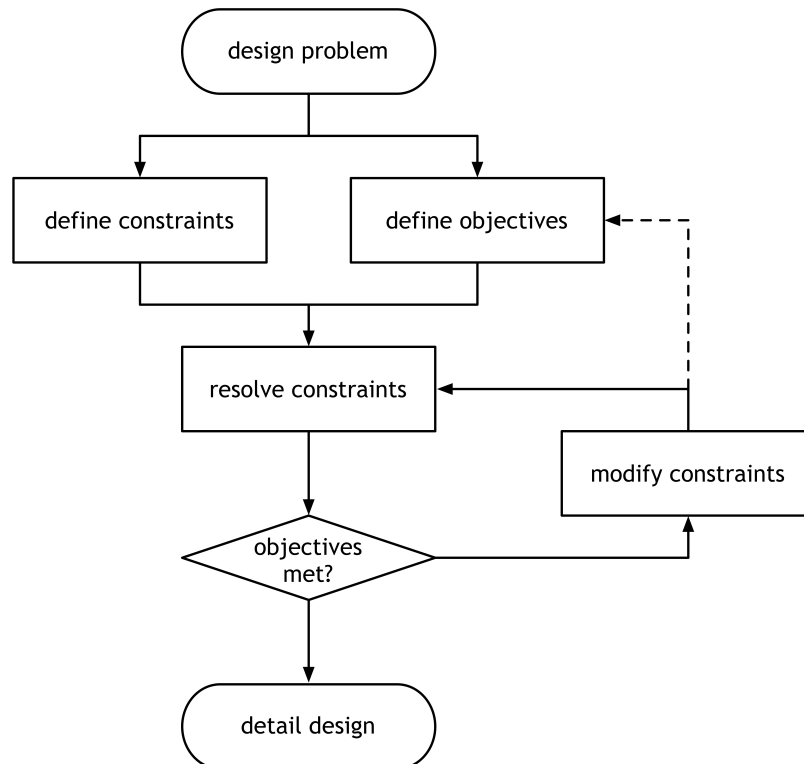 design problem
define constraints
define objectives
resolve constraints
modify constraints
objectives
met?
detail design